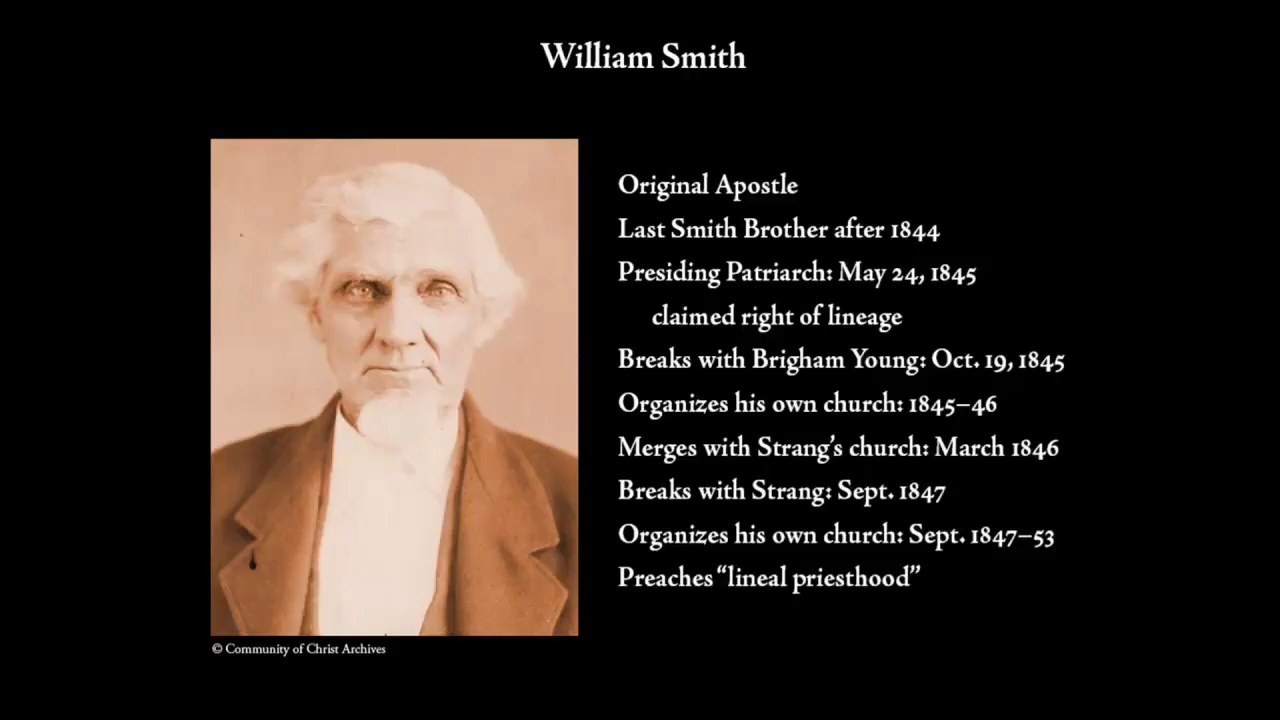 William Smith
Original Apostle
Last Smith Brother after 1844
Presiding Patriarch: May 24, 1845
claimed right of lineage
Breaks with Brigham Young: Oct. 19, 1845
Organizes his own church: 1845–46
Merges with Strang’s church: March 1846
Breaks with Strang: Sept. 1847
Organizes his own church: Sept. 1847–53
Preaches “lineal priesthood”
© Community of Christ Archives